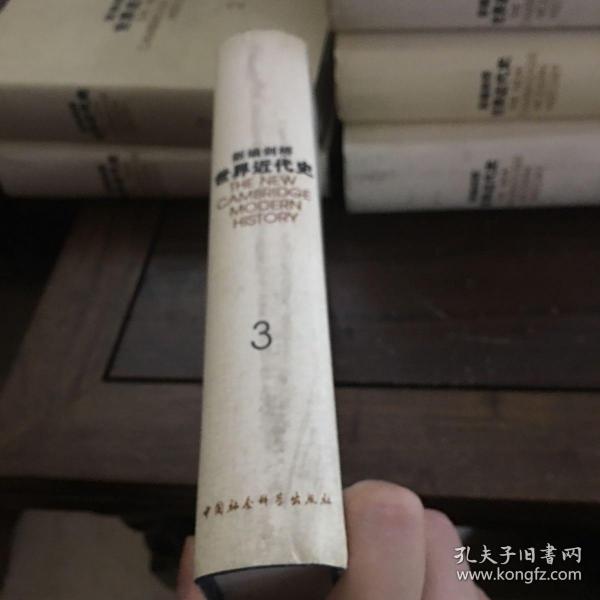 新编剑桥
世界近代史
THE NEW
CAMBRIDGE
MODERN
HISTORY
3
中国社会科学出版社
孔夫子旧書网
www.kongfz.com